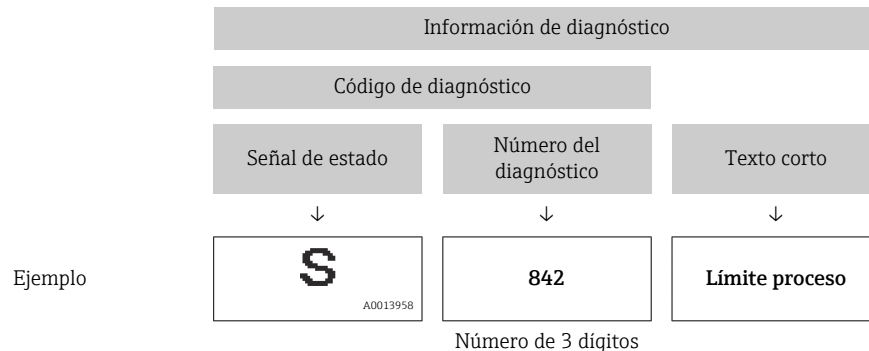 Información de diagnóstico
Código de diagnóstico
Señal de estado
Número del
diagnóstico
Texto corto
↓ ↓ ↓
Ejemplo
S
A0013958
842
Límite proceso
Número de 3 dígitos